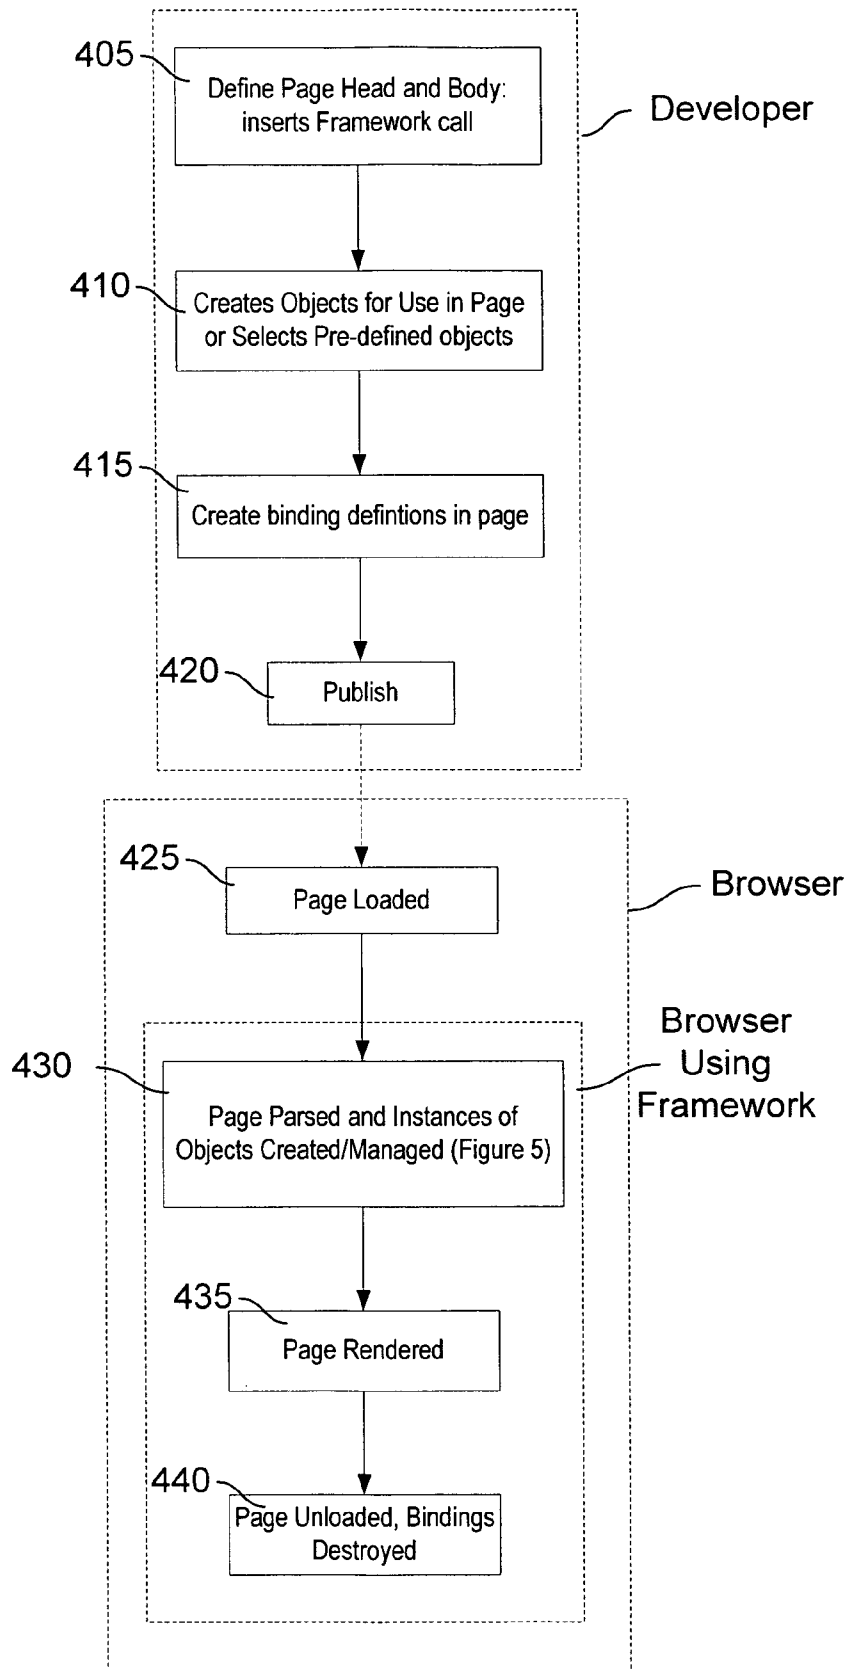 405
Define Page Head and Body:
inserts Framework call
Developer
410
Creates Objects for Use in Page
or Selects Pre-defined objects
415
Create binding defintions in page
420
Publish
425
Page Loaded
Browser
Browser
Using
Framework
430
Page Parsed and Instances of
Objects Created/Managed (Figure 5)
435
Page Rendered
440
Page Unloaded, Bindings
Destroyed